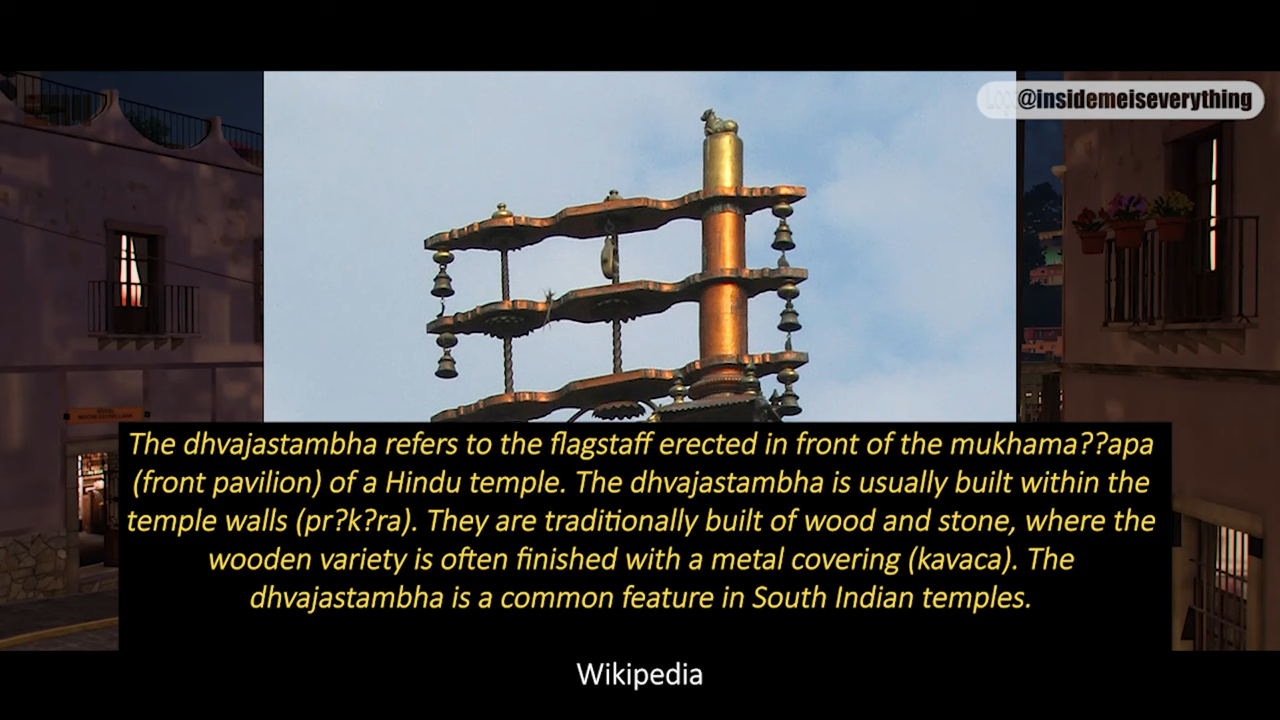 @insidemeiseverything
The dhvajastambha refers to the flagstaff erected in front of the mukhama??apa
(front pavilion) of a Hindu temple. The dhvajastambha is usually built within the
temple walls (pr?k?ra). They are traditionally built of wood and stone, where the
wooden variety is often finished with a metal covering (kavaca). The
dhvajastambha is a common feature in South Indian temples.
Wikipedia